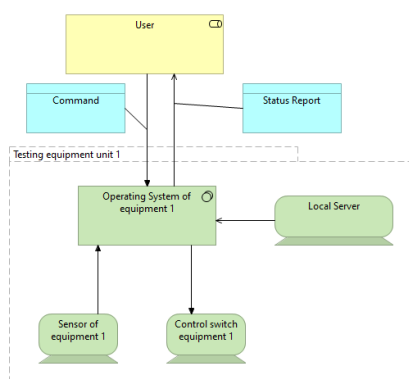 User
Command
Status Report
Testing equipment unit 1
Operating System of
equipment 1
Local Server
Sensor of
equipment 1
Control switch
equipment 1